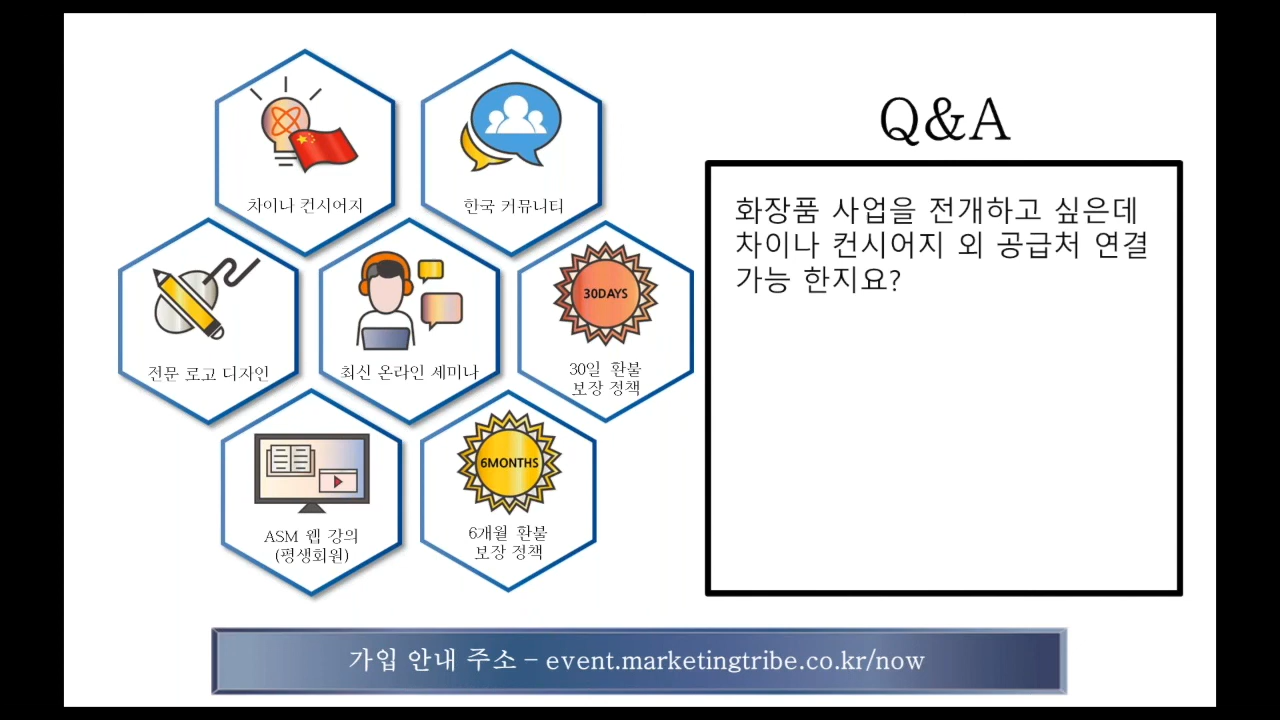 차이나 컨시어지
한국 커뮤니티
전문 로고 디자인
최신 온라인 세미나
30DAYS
30일 환불
보장 정책
ASM 웹 강의
(평생회원)
6MONTHS
6개월 환불
보장 정책
Q&A
화장품 사업을 전개하고 싶은데
차이나 컨시어지 외 공급처 연결
가능 한지요?
가입 안내 주소 – event.marketingtribe.co.kr/now